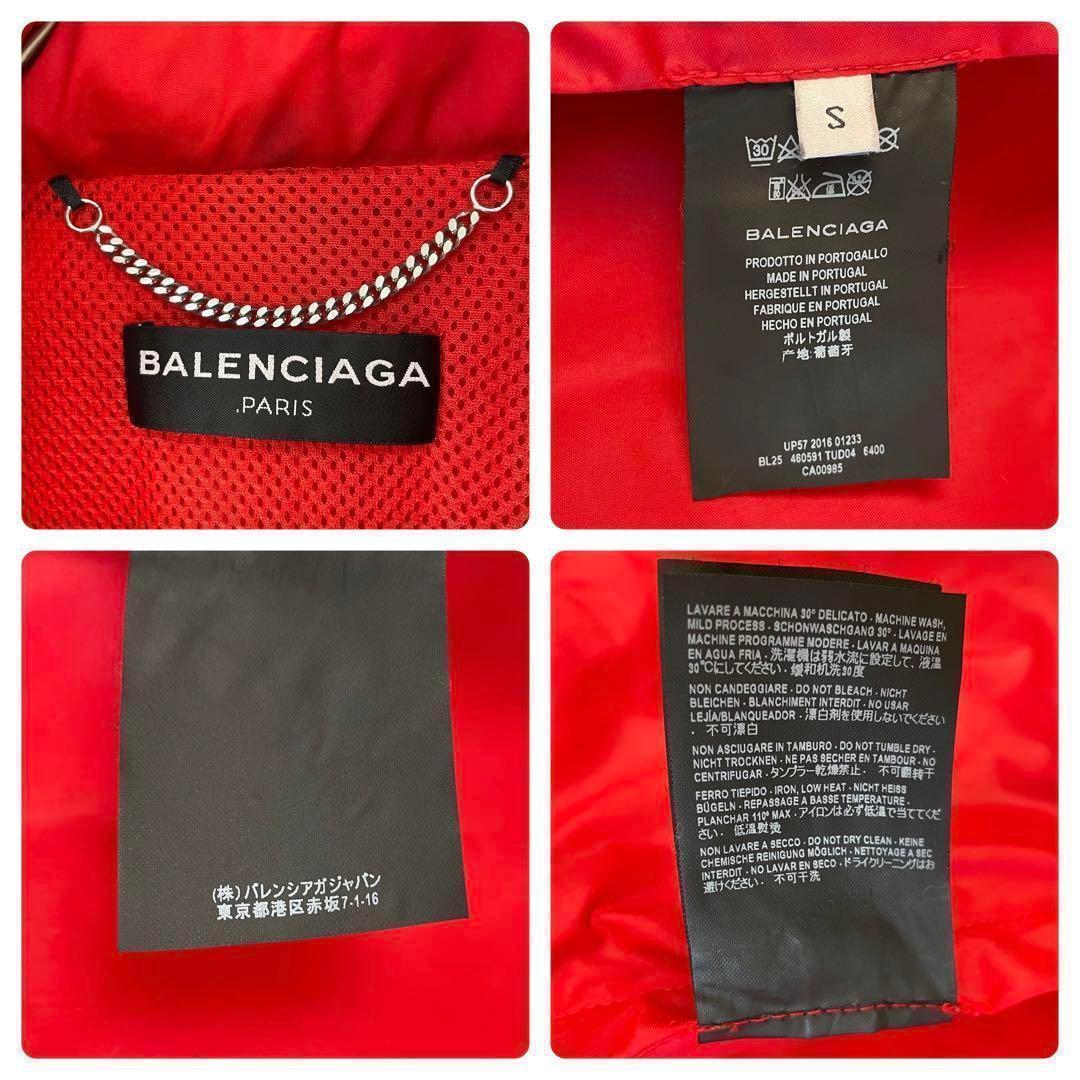 BALENCIAGA
.PARIS
S
30
BALENCIAGA
PRODOTTO IN PORTOGALLO
MADE IN PORTUGAL
HERGESTELLT IN PORTUGAL
FABRIQUE EN PORTUGAL
HECHO EN PORTUGAL
ポルトガル製
产地:葡萄牙
UP57 2016 01233
BL25 460591 TUD04 6400
CA00985
(株)バレンシアガジャパン
東京都港区赤坂7-1-16
LAVARE A MACCHINA 30° DELICATO - MACHINE WASH,
MILD PROCESS - SCHONWASCHGANG 30° - LAVAGE EN
MACHINE PROGRAMME MODERE - LAVAR A MAQUINA
EN AGUA FRIA - 洗濯機は弱水流に設定して、液温
30℃にしてください - 缓和机洗30度
NON CANDEGGIARE - DO NOT BLEACH - NICHT
BLEICHEN - BLANCHIMENT INTERDIT - NO USAR
LEJÍA/BLANQUEADOR - 漂白剤を使用しないでください
- 不可漂白
NON ASCIUGARE IN TAMBURO - DO NOT TUMBLE DRY -
NICHT TROCKNEN - NE PAS SECHER EN TAMBOUR - NO
CENTRIFUGAR - タンブラー乾燥禁止 - 不可翻转干
FERRO TIEPIDO - IRON, LOW HEAT - NICHT HEISS
BÜGELN - REPASSAGE A BASSE TEMPERATURE -
PLANCHAR 110° MAX - アイロンは必ず低温で当ててくだ
さい - 低温熨烫
NON LAVARE A SECCO - DO NOT DRY CLEAN - KEINE
CHEMISCHE REINIGUNG MÖGLICH - NETTOYAGE A SEC
INTERDIT - NO LAVAR EN SECO - ドライクリーニングはお
避けください - 不可干洗